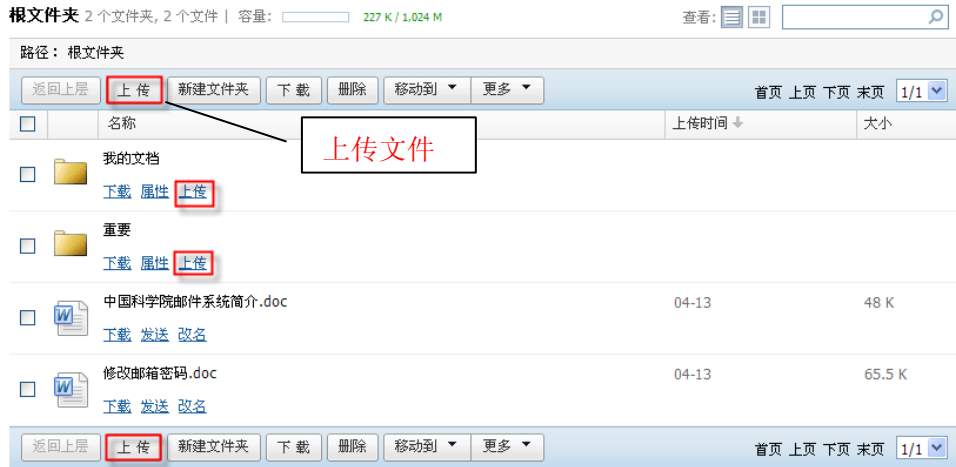 根文件夹 2 个文件夹, 2 个文件 | 容量: 227 K / 1,024 M 查看:
路径: 根文件夹
返回上层 上 传 新建文件夹 下 载 删除 移动到 更多 首页 上页 下页 末页 1/1
名称 上传时间 大小
上传文件
我的文档
下载 属性 上传
重要
下载 属性 上传
中国科学院邮件系统简介.doc 04-13 48 K
下载 发送 改名
修改邮箱密码.doc 04-13 65.5 K
下载 发送 改名
返回上层 上 传 新建文件夹 下 载 删除 移动到 更多 首页 上页 下页 末页 1/1